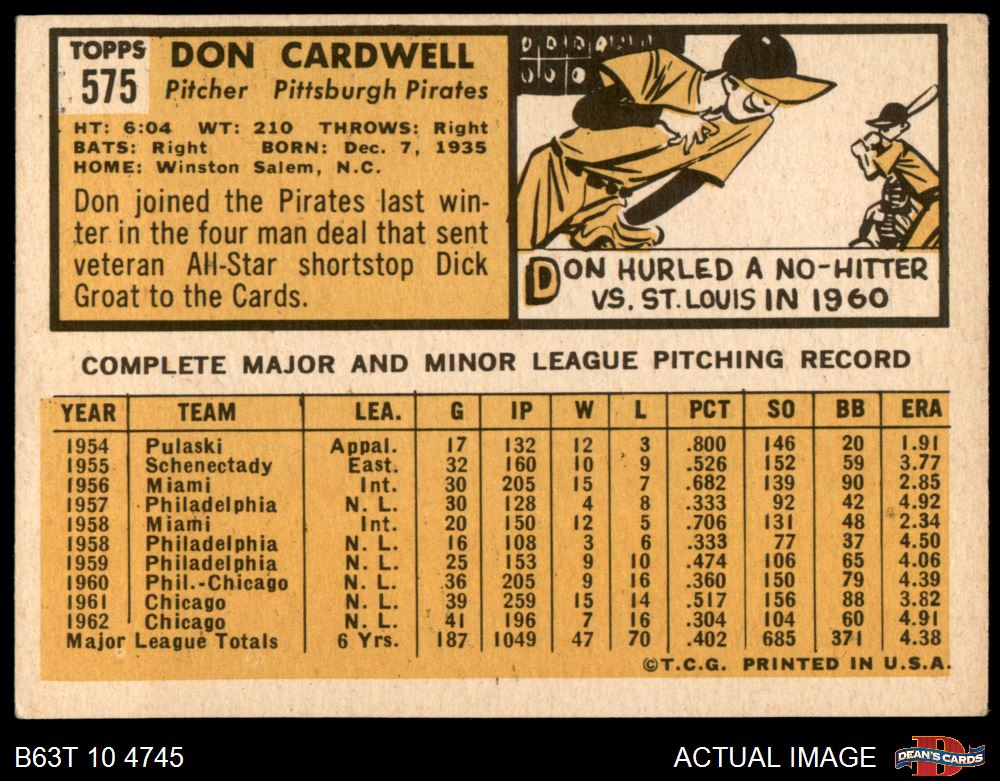 TOPPS
575
DON CARDWELL
Pitcher Pittsburgh Pirates
HT: 6:04 WT: 210 THROWS: Right
BATS: Right BORN: Dec. 7, 1935
HOME: Winston Salem, N.C.
Don joined the Pirates last win-
ter in the four man deal that sent
veteran All-Star shortstop Dick
Groat to the Cards.
DON HURLED A NO-HITTER
VS. ST. LOUIS IN 1960
COMPLETE MAJOR AND MINOR LEAGUE PITCHING RECORD
YEAR TEAM LEA. G IP W L PCT SO BB ERA
1954 Pulaski Appal. 17 132 12 3 .800 146 20 1.91
1955 Schenectady East. 32 160 10 9 .526 152 59 3.77
1956 Miami Int. 30 205 15 7 .682 139 90 2.85
1957 Philadelphia N. L. 30 128 4 8 .333 92 42 4.92
1958 Miami Int. 20 150 12 5 .706 131 48 2.34
1958 Philadelphia N. L. 16 108 3 6 .333 77 37 4.50
1959 Philadelphia N. L. 25 153 9 10 .474 106 65 4.06
1960 Phil.-Chicago N. L. 36 205 9 16 .360 150 79 4.39
1961 Chicago N. L. 39 259 15 14 .517 156 88 3.82
1962 Chicago N. L. 41 196 7 16 .304 104 60 4.91
Major League Totals 6 Yrs. 187 1049 47 70 .402 685 371 4.38
©T.C.G. PRINTED IN U.S.A.
B63T 10 4745
ACTUAL IMAGE
D
DEAN'S CARDS